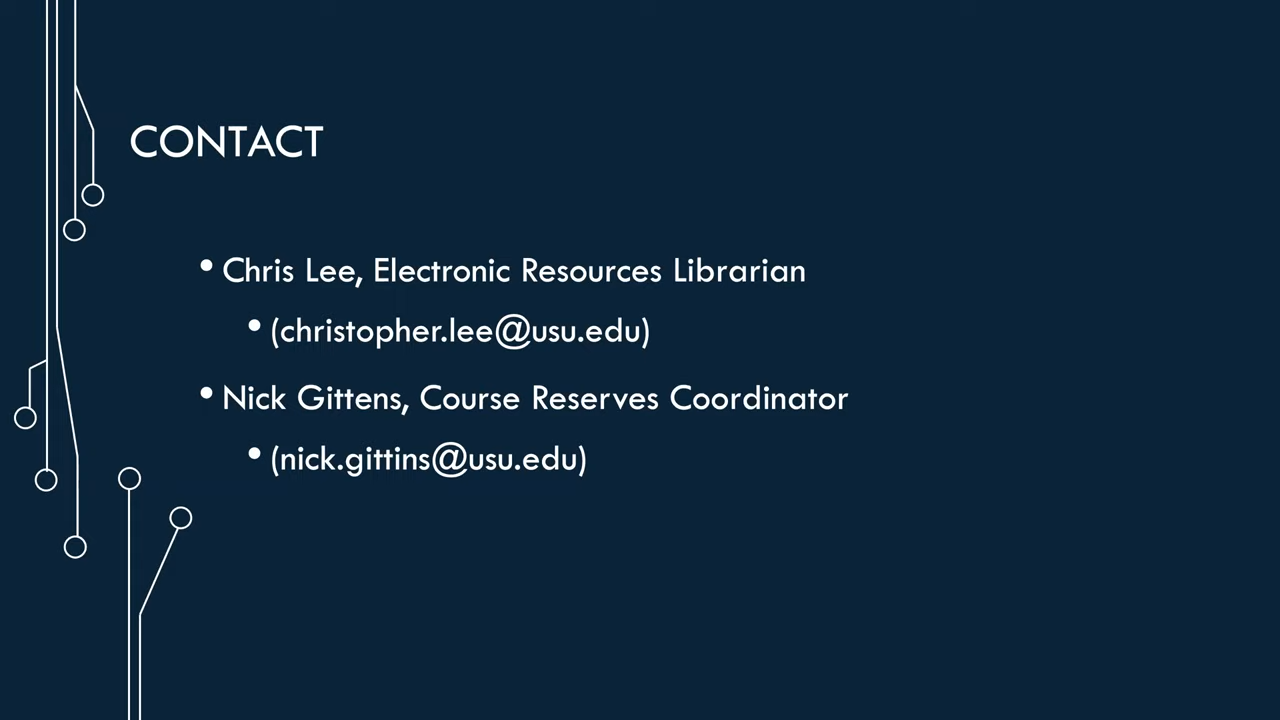 CONTACT
• Chris Lee, Electronic Resources Librarian
• (christopher.lee@usu.edu)
• Nick Gittens, Course Reserves Coordinator
• (nick.gittins@usu.edu)